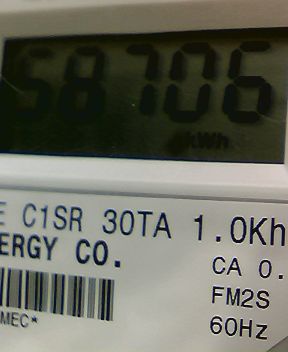 58706
kWh
E C1SR 30TA 1.0Kh
ERGY CO.
CA 0.
FM2S
MEC*
60Hz